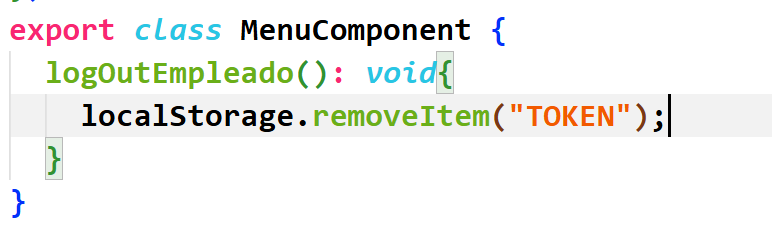 export class MenuComponent {
  logOutEmpleado(): void{
    localStorage.removeItem("TOKEN");
  }
}